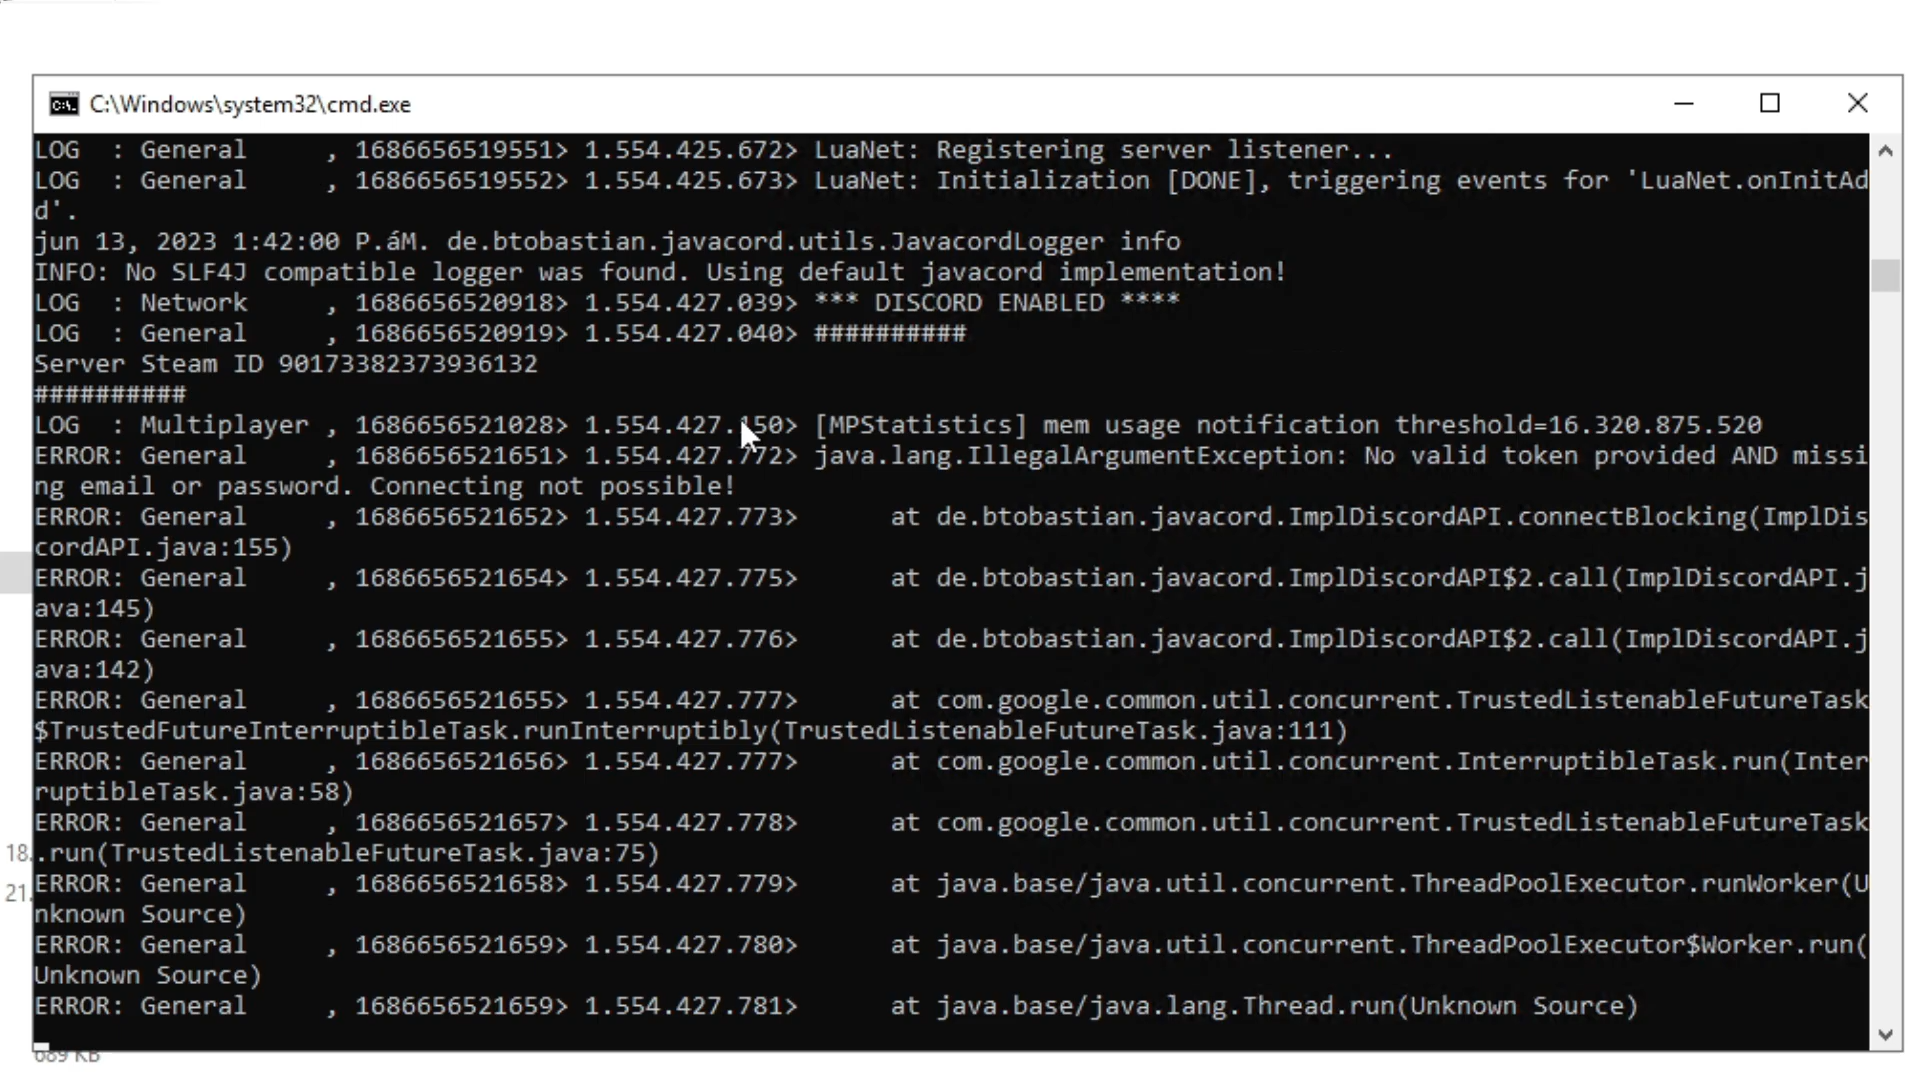 C:\Windows\system32\cmd.exe
LOG  : General     , 1686656519551> 1.554.425.672> LuaNet: Registering server listener...
LOG  : General     , 1686656519552> 1.554.425.673> LuaNet: Initialization [DONE], triggering events for 'LuaNet.onInitAd
d'.
jun 13, 2023 1:42:00 P.áM. de.btobastian.javacord.utils.JavacordLogger info
INFO: No SLF4J compatible logger was found. Using default javacord implementation!
LOG  : Network     , 1686656520918> 1.554.427.039> *** DISCORD ENABLED ****
LOG  : General     , 1686656520919> 1.554.427.040> ##########
Server Steam ID 90173382373936132
##########
LOG  : Multiplayer , 1686656521028> 1.554.427.150> [MPStatistics] mem usage notification threshold=16.320.875.520
ERROR: General     , 1686656521651> 1.554.427.772> java.lang.IllegalArgumentException: No valid token provided AND missi
ng email or password. Connecting not possible!
ERROR: General     , 1686656521652> 1.554.427.773>      at de.btobastian.javacord.ImplDiscordAPI.connectBlocking(ImplDis
cordAPI.java:155)
ERROR: General     , 1686656521654> 1.554.427.775>      at de.btobastian.javacord.ImplDiscordAPI$2.call(ImplDiscordAPI.j
ava:145)
ERROR: General     , 1686656521655> 1.554.427.776>      at de.btobastian.javacord.ImplDiscordAPI$2.call(ImplDiscordAPI.j
ava:142)
ERROR: General     , 1686656521655> 1.554.427.777>      at com.google.common.util.concurrent.TrustedListenableFutureTask
$TrustedFutureInterruptibleTask.runInterruptibly(TrustedListenableFutureTask.java:111)
ERROR: General     , 1686656521656> 1.554.427.777>      at com.google.common.util.concurrent.InterruptibleTask.run(Inter
ruptibleTask.java:58)
ERROR: General     , 1686656521657> 1.554.427.778>      at com.google.common.util.concurrent.TrustedListenableFutureTask
18.
.run(TrustedListenableFutureTask.java:75)
21.
ERROR: General     , 1686656521658> 1.554.427.779>      at java.base/java.util.concurrent.ThreadPoolExecutor.runWorker(U
nknown Source)
ERROR: General     , 1686656521659> 1.554.427.780>      at java.base/java.util.concurrent.ThreadPoolExecutor$Worker.run(
Unknown Source)
ERROR: General     , 1686656521659> 1.554.427.781>      at java.base/java.lang.Thread.run(Unknown Source)
689 KB